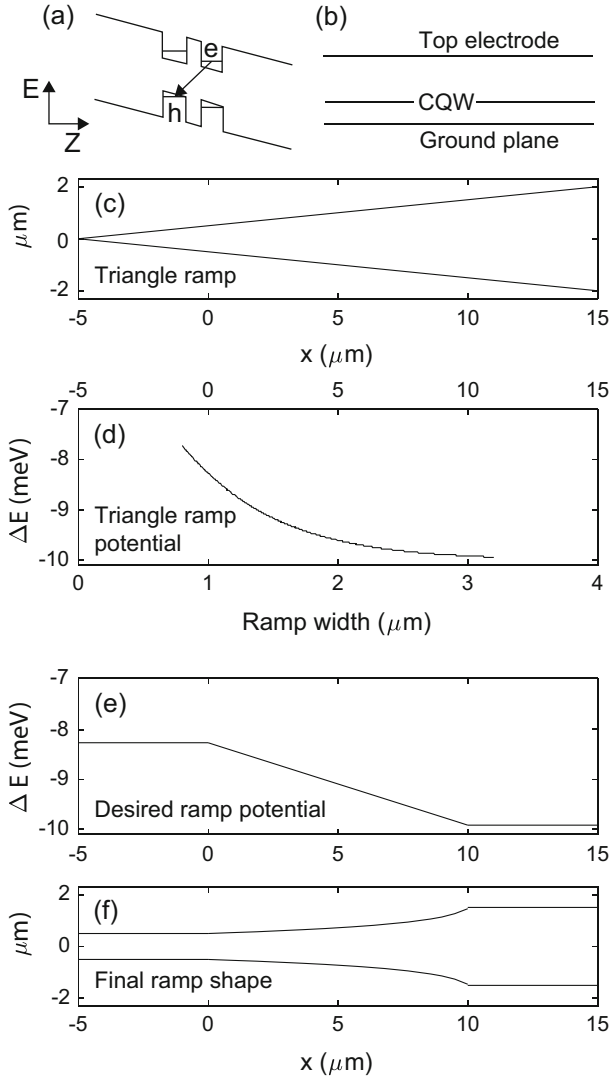 (a)
e
h
E
Z
(b)
Top electrode
CQW
Ground plane
(c)
μm
2
0
-2
Triangle ramp
-5 0 5 10 15
x (μm)
-5 0 5 10 15
(d)
ΔE (meV)
-7
-8
-9
-10
Triangle ramp
potential
0 1 2 3 4
Ramp width (μm)
(e)
ΔE (meV)
-7
-8
-9
-10
Desired ramp potential
-5 0 5 10 15
(f)
μm
2
0
-2
Final ramp shape
-5 0 5 10 15
x (μm)